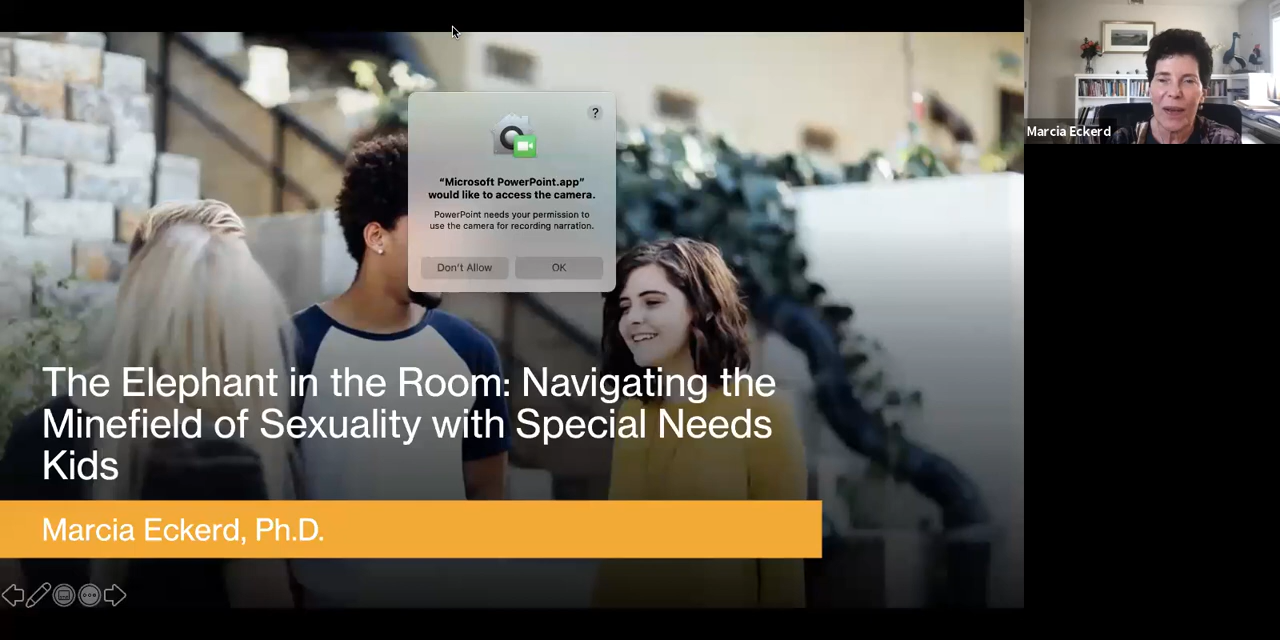 ?
“Microsoft PowerPoint.app”
would like to access the camera.
PowerPoint needs your permission to
use the camera for recording narration.
Don't Allow
OK
Marcia Eckerd
The Elephant in the Room: Navigating the
Minefield of Sexuality with Special Needs
Kids
Marcia Eckerd, Ph.D.